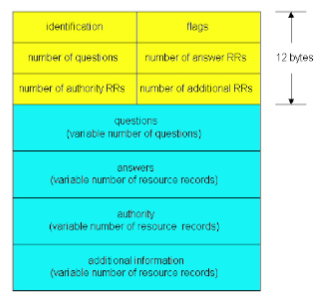 identification flags
number of questions number of answer RRs
number of authority RRs number of additional RRs
12 bytes
questions
(variable number of questions)
answers
(variable number of resource records)
authority
(variable number of resource records)
additional information
(variable number of resource records)